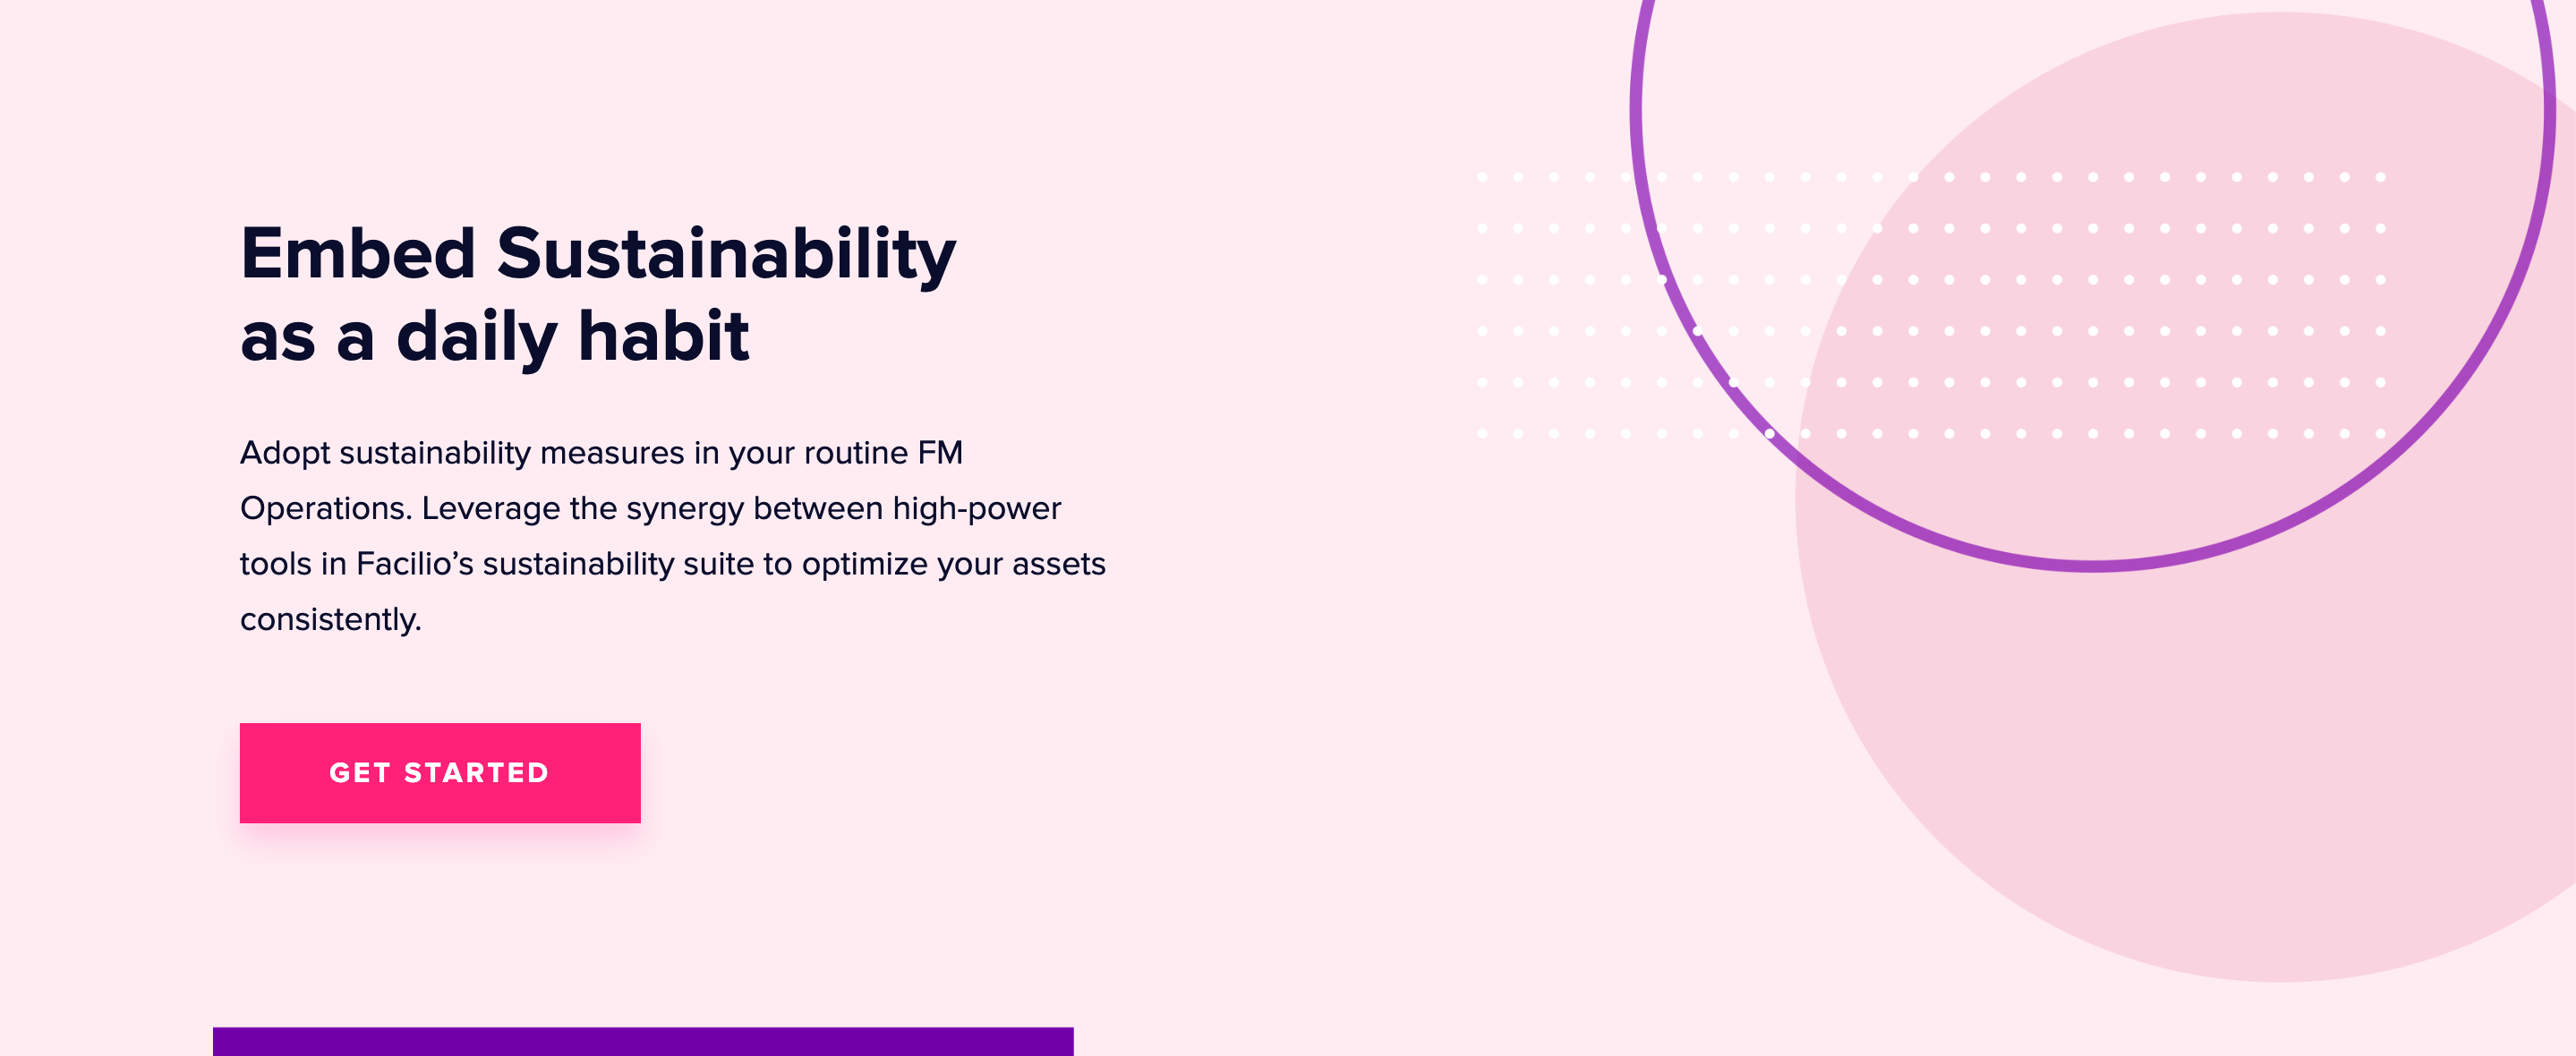 Embed Sustainability
as a daily habit
Adopt sustainability measures in your routine FM
Operations. Leverage the synergy between high-power
tools in Facilio’s sustainability suite to optimize your assets
consistently.
GET STARTED